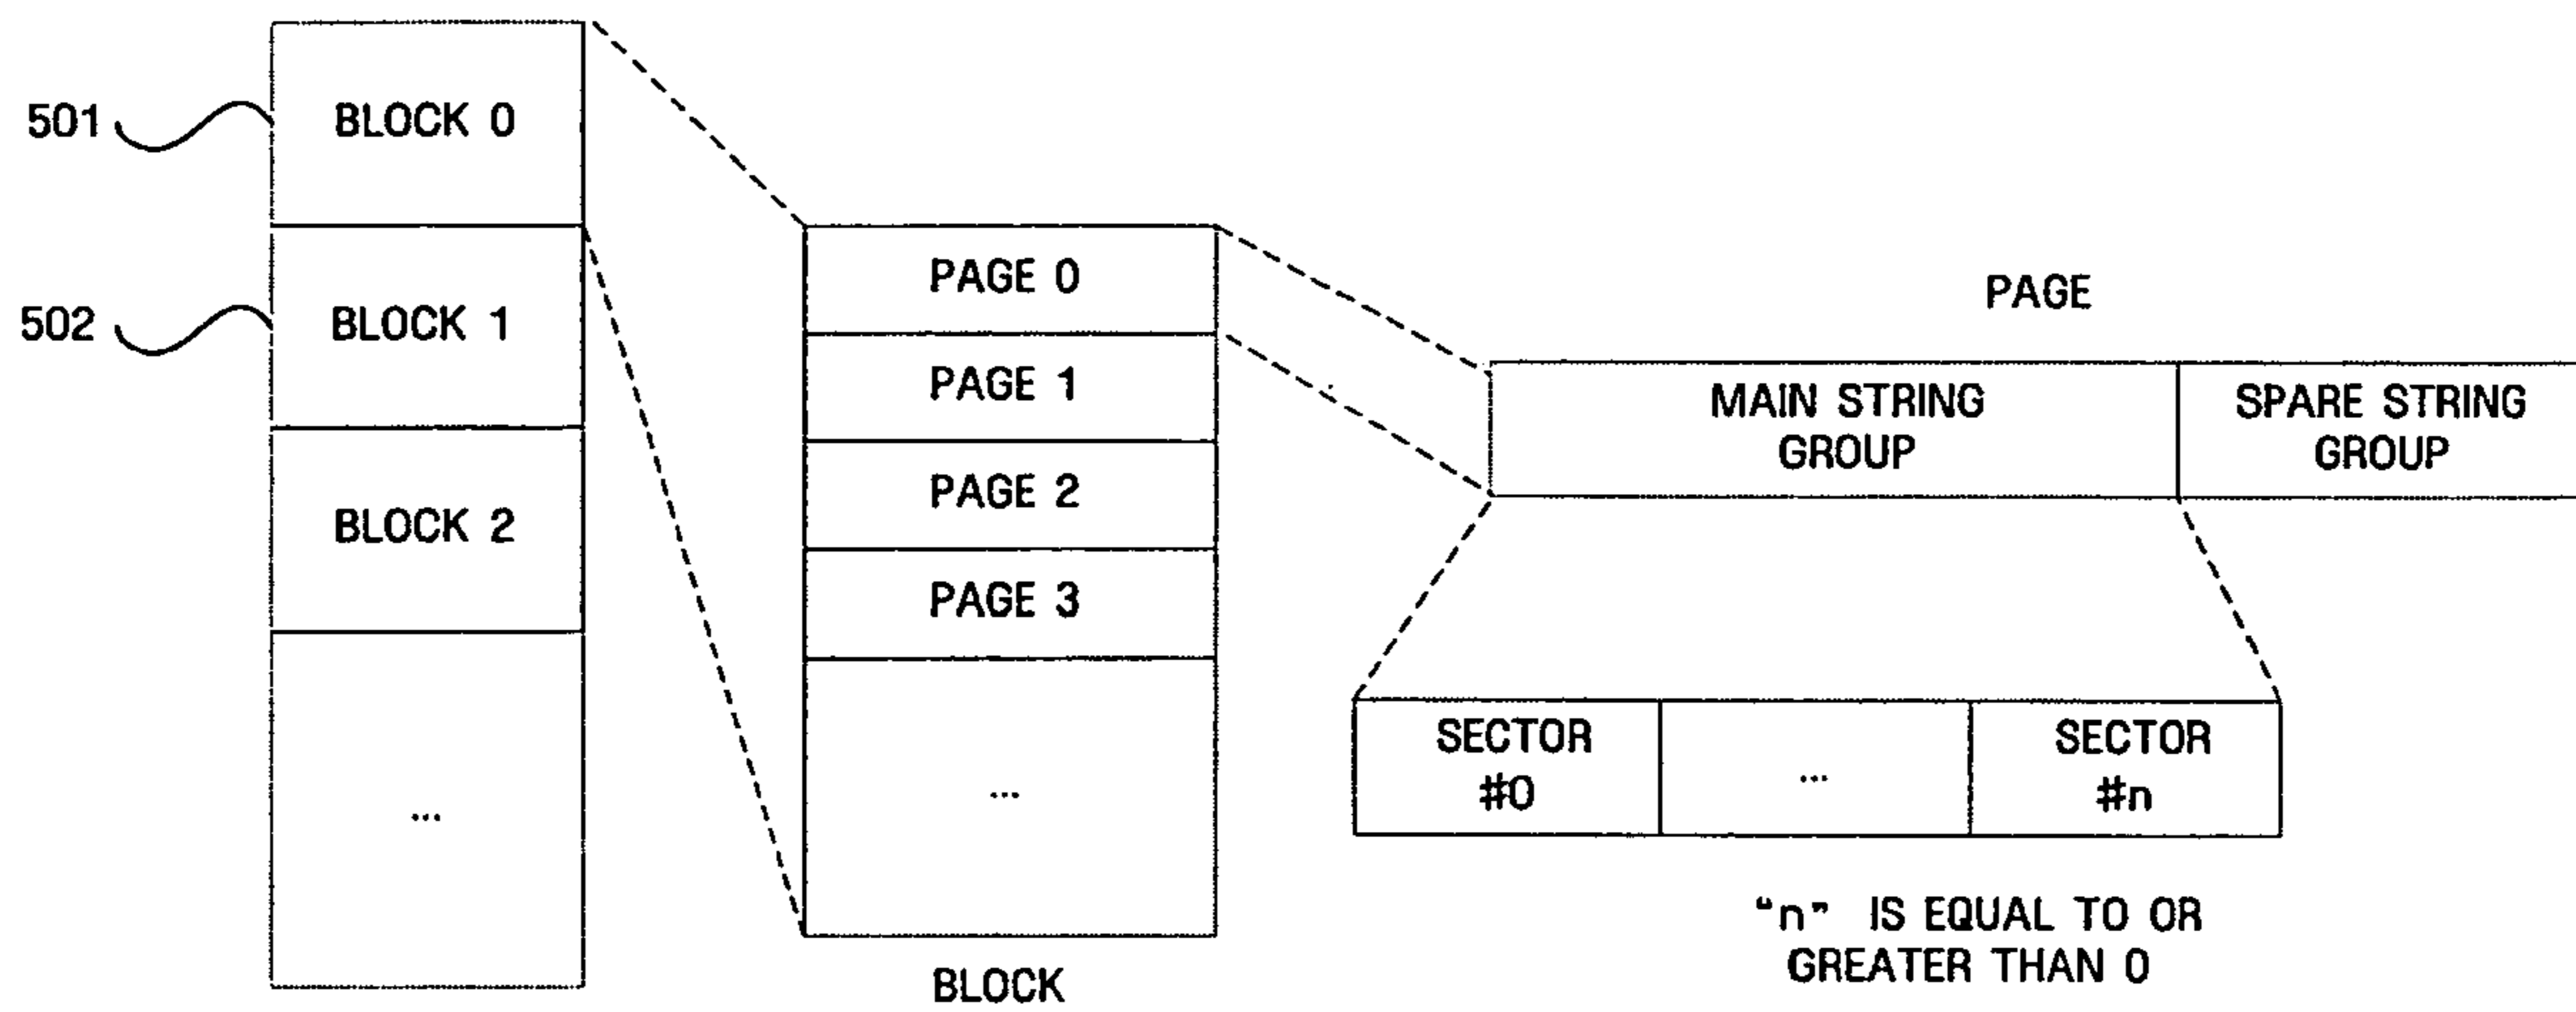 501
BLOCK 0
502
BLOCK 1
BLOCK 2
...
PAGE 0
PAGE 1
PAGE 2
PAGE 3
...
BLOCK
PAGE
MAIN STRING
GROUP
SPARE STRING
GROUP
SECTOR
#0
...
SECTOR
#n
“n” IS EQUAL TO OR
GREATER THAN 0